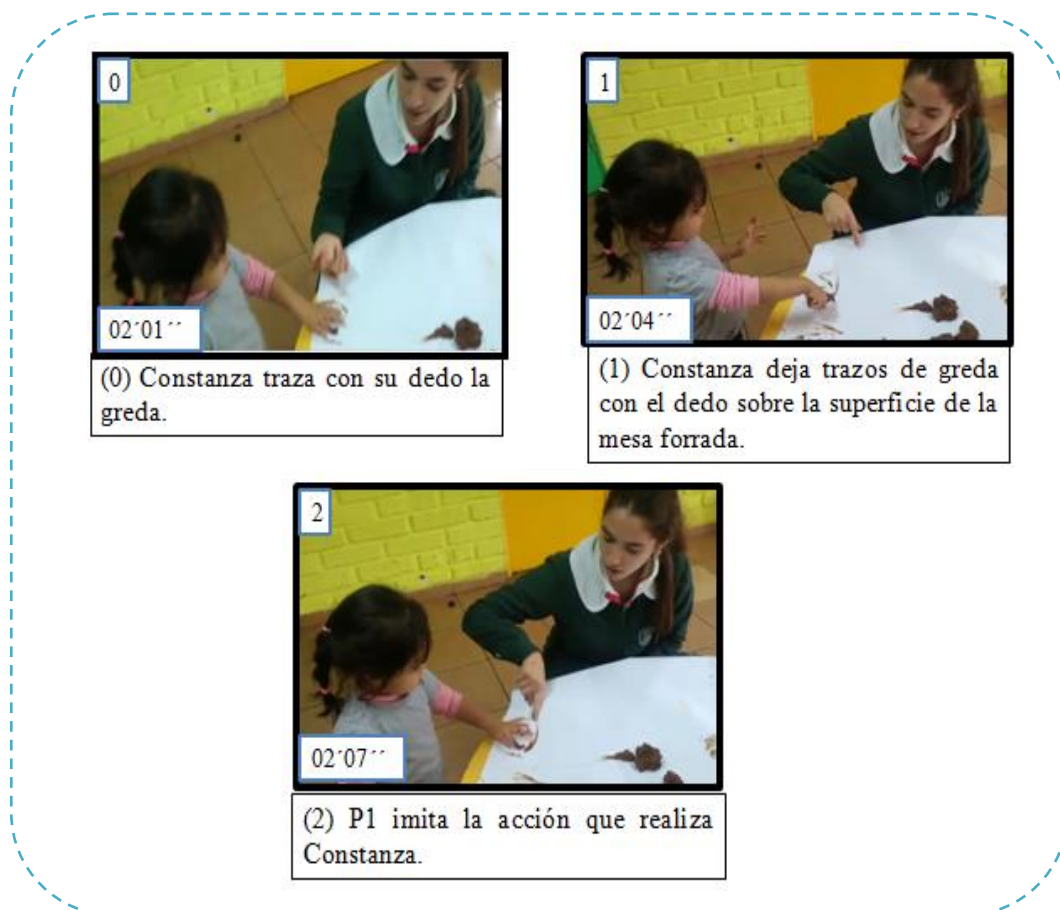 0
02´01´´
(0) Constanza traza con su dedo la
greda.
1
02´04´´
(1) Constanza deja trazos de greda
con el dedo sobre la superficie de la
mesa forrada.
2
02´07´´
(2) P1 imita la acción que realiza
Constanza.